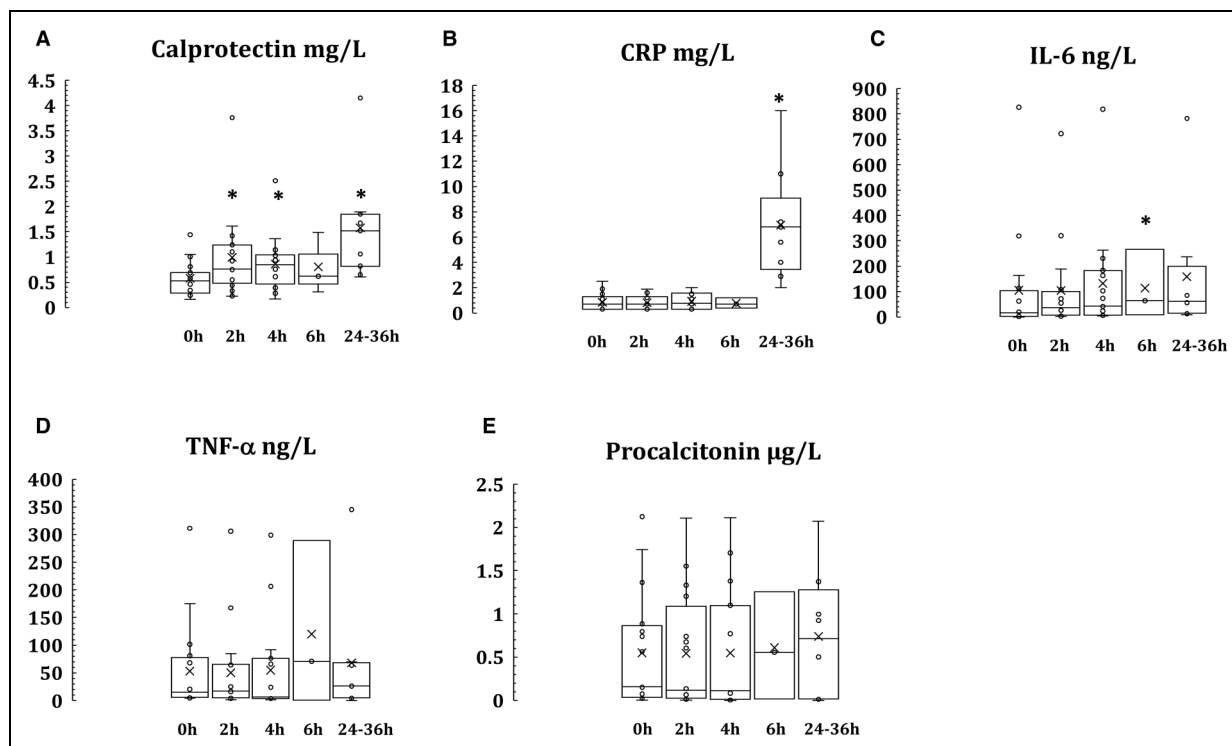 A
Calprotectin mg/L
4.5
4
3.5
3
2.5
2
1.5
1
0.5
0
* * *
0h 2h 4h 6h 24-36h
B
CRP mg/L
18
16
14
12
10
8
6
4
2
0
*
0h 2h 4h 6h 24-36h
C
IL-6 ng/L
900
800
700
600
500
400
300
200
100
0
*
0h 2h 4h 6h 24-36h
D
TNF-α ng/L
400
350
300
250
200
150
100
50
0
0h 2h 4h 6h 24-36h
E
Procalcitonin µg/L
2.5
2
1.5
1
0.5
0
0h 2h 4h 6h 24-36h